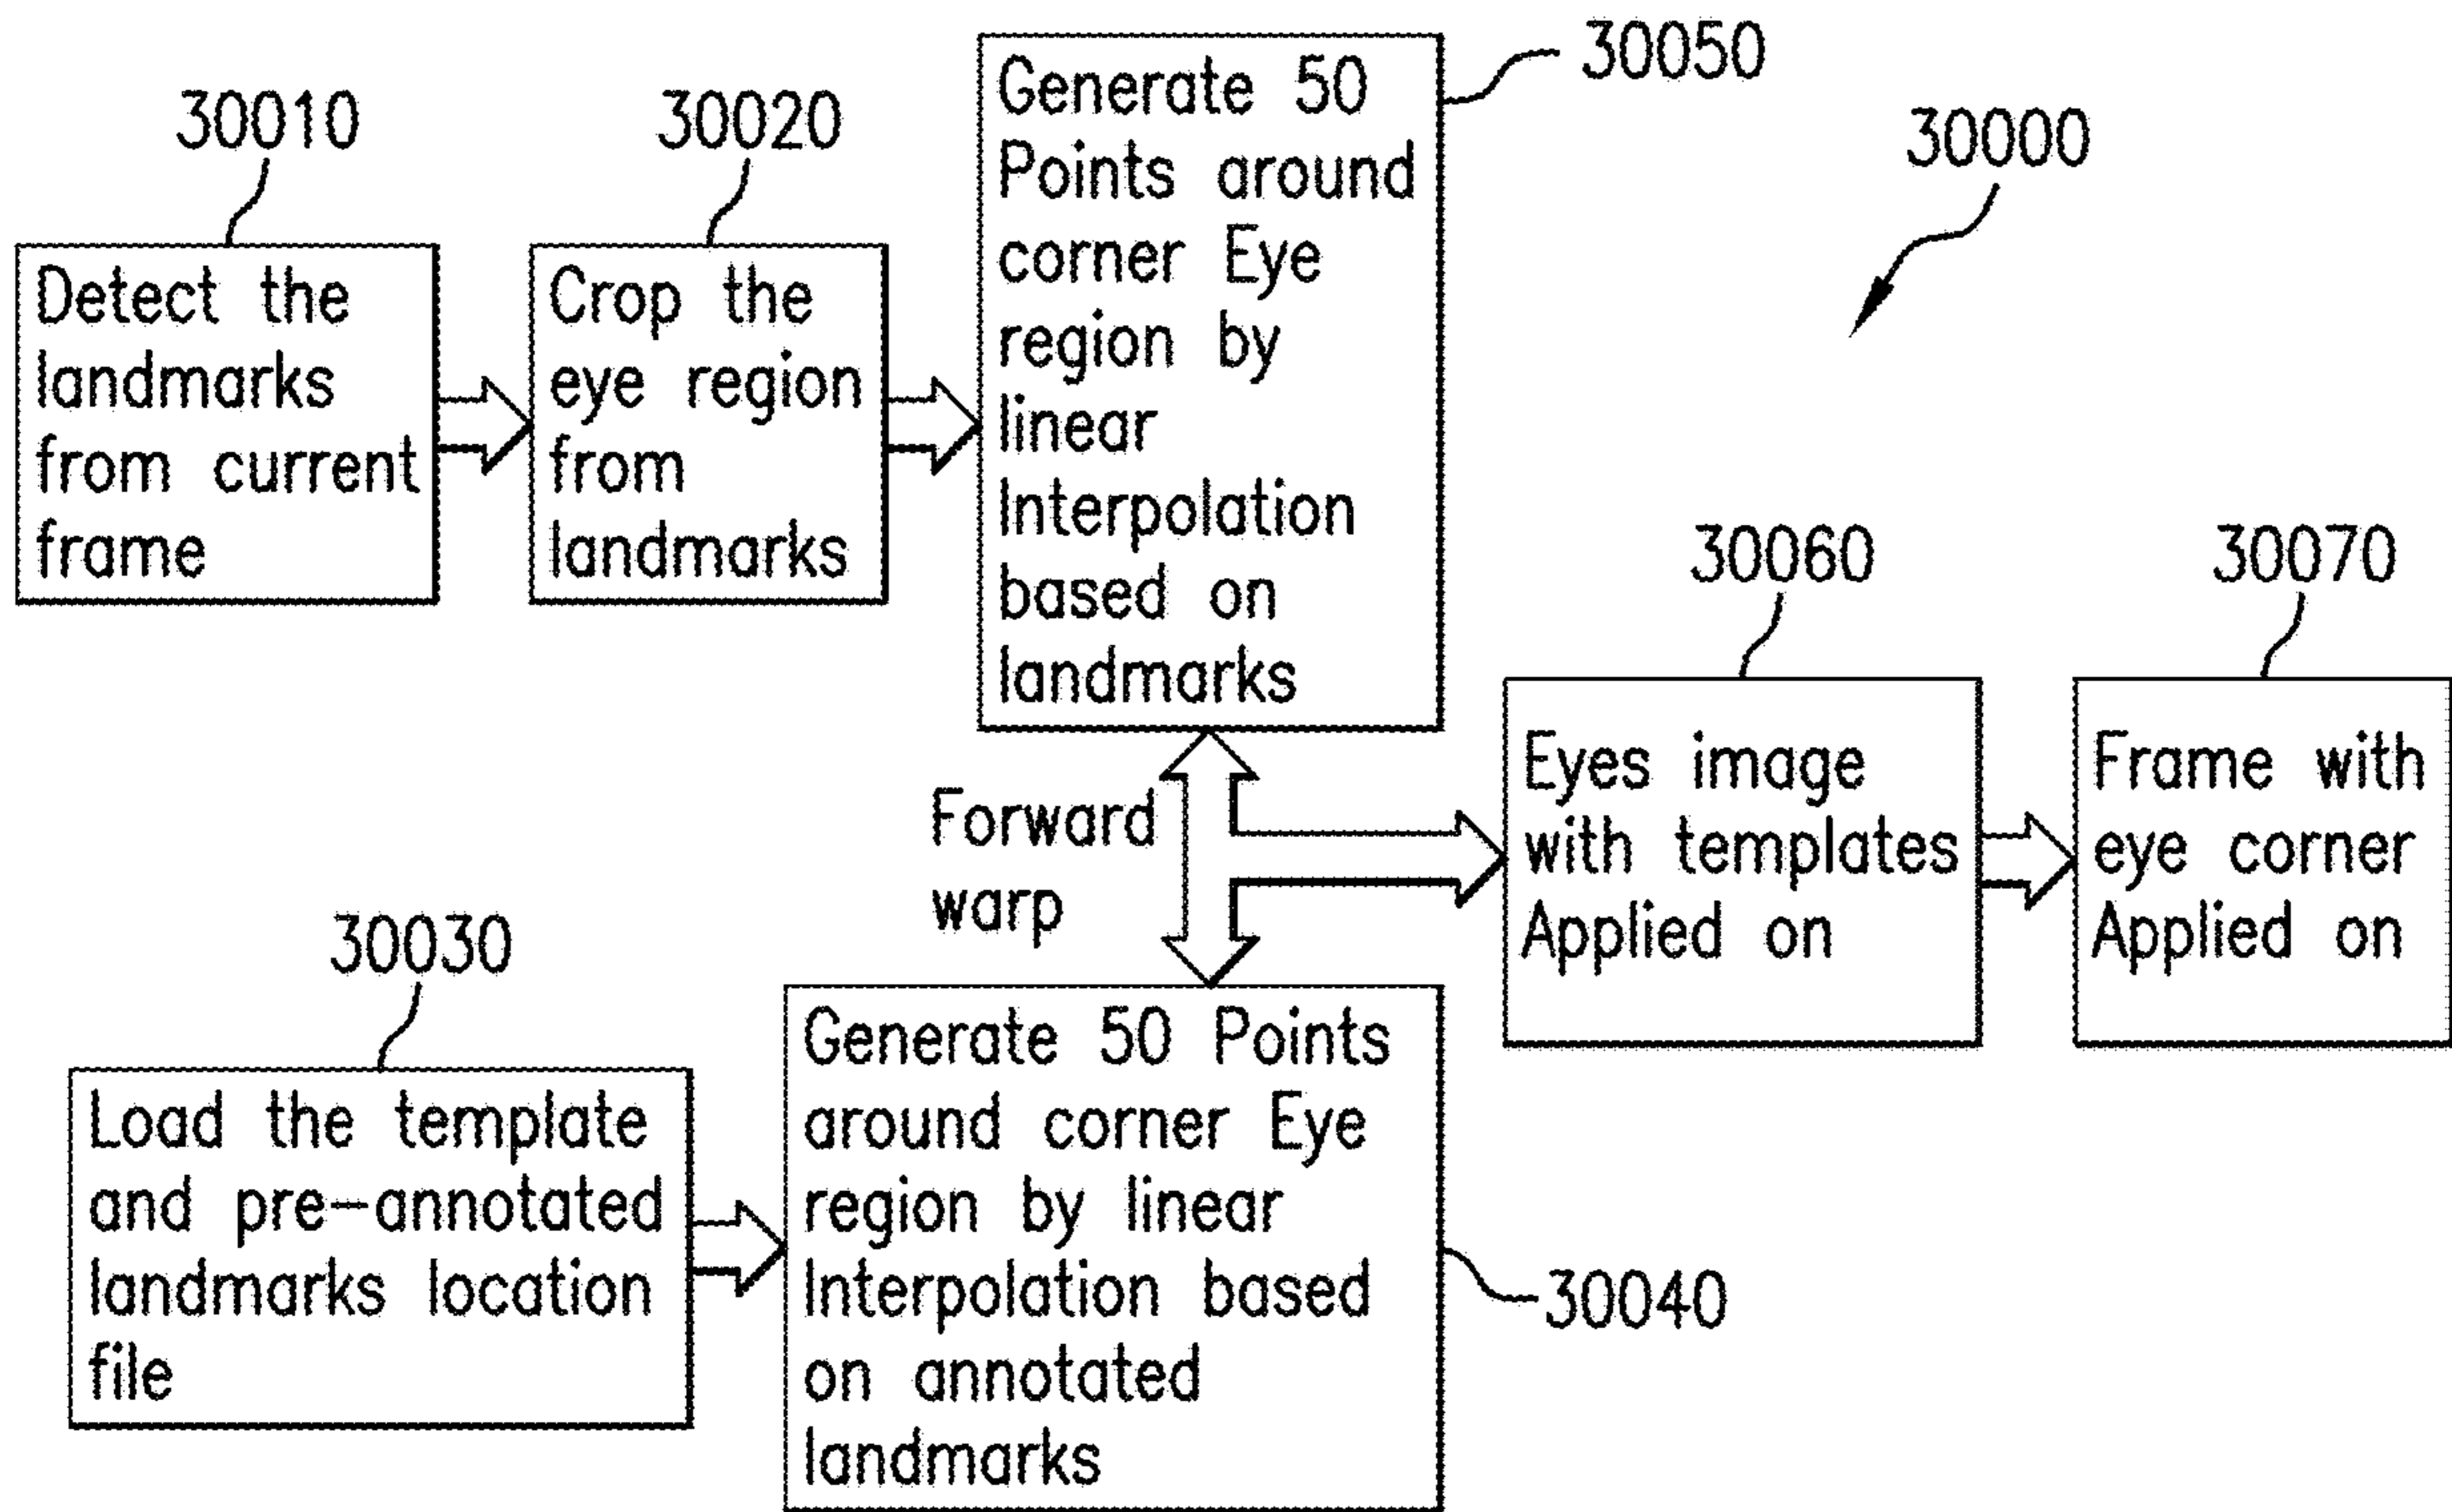 30010
Detect the
landmarks
from current
frame
30020
Crop the
eye region
from
landmarks
30050
Generate 50
Points around
corner Eye
region by
linear
Interpolation
based on
landmarks
30000
Forward
warp
30060
Eyes image
with templates
Applied on
30070
Frame with
eye corner
Applied on
30030
Load the template
and pre-annotated
landmarks location
file
Generate 50 Points
around corner Eye
region by linear
Interpolation based
on annotated
landmarks
30040